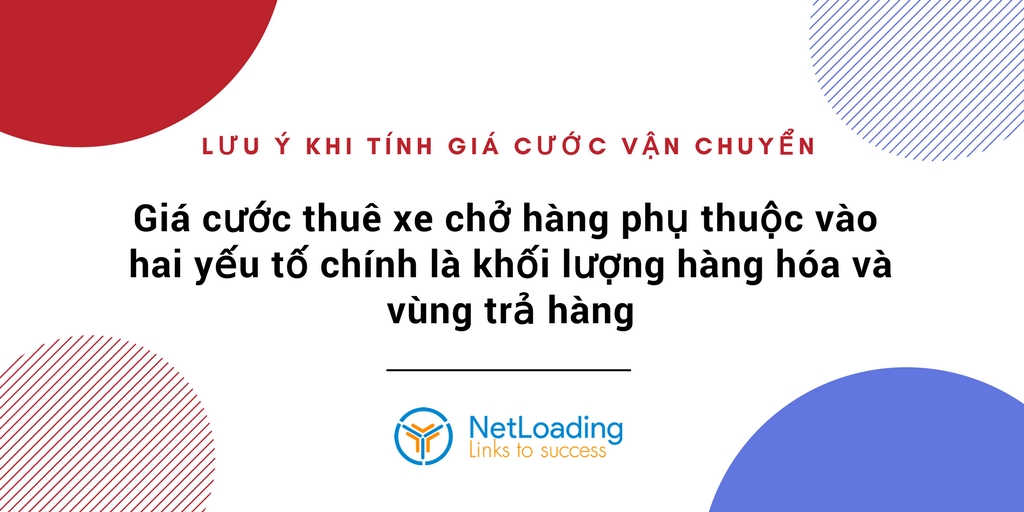 LƯU Ý KHI TÍNH GIÁ CƯỚC VẬN CHUYỂN
Giá cước thuê xe chở hàng phụ thuộc vào
hai yếu tố chính là khối lượng hàng hóa và
vùng trả hàng
NetLoading
Links to success